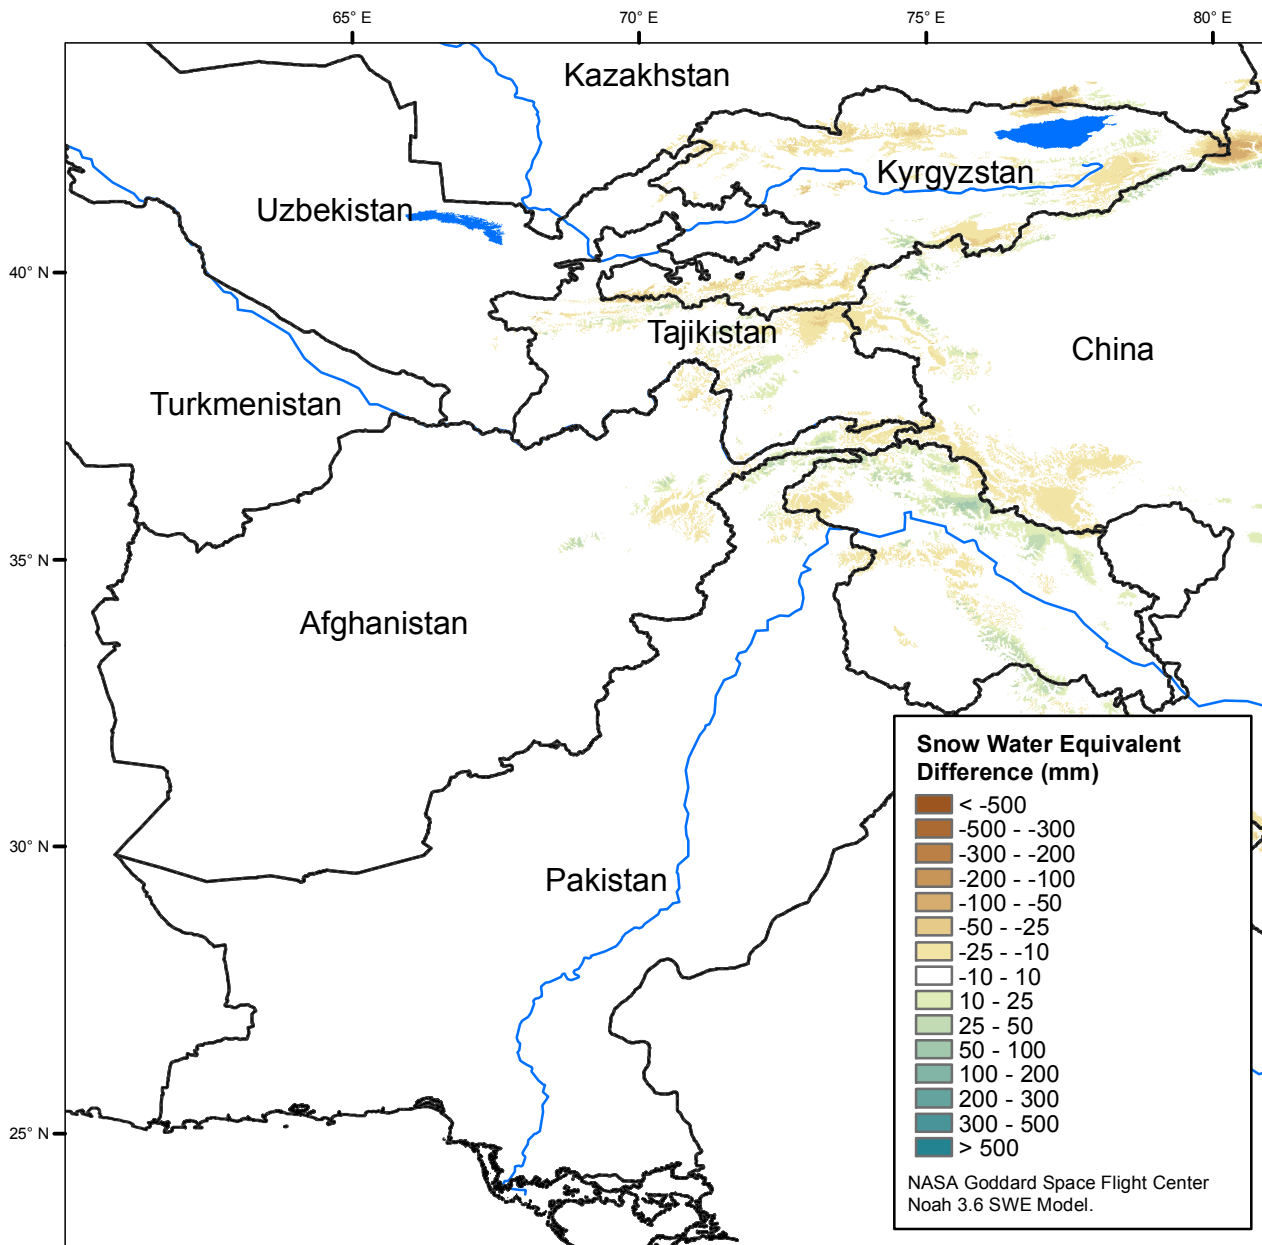 65° E
70° E
75° E
80° E
Kazakhstan
Kyrgyzstan
Uzbekistan
40° N
Tajikistan
China
Turkmenistan
35° N
Afghanistan
Snow Water Equivalent
Difference (mm)
< -500
-500 - -300
-300 - -200
-200 - -100
-100 - -50
-50 - -25
-25 - -10
-10 - 10
10 - 25
25 - 50
50 - 100
100 - 200
200 - 300
300 - 500
> 500
30° N
Pakistan
25° N
NASA Goddard Space Flight Center
Noah 3.6 SWE Model.